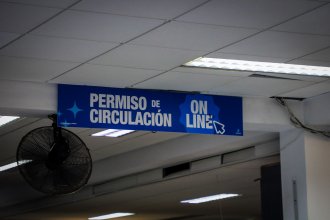 PERMISO DE
CIRCULACIÓN
ON
LINE